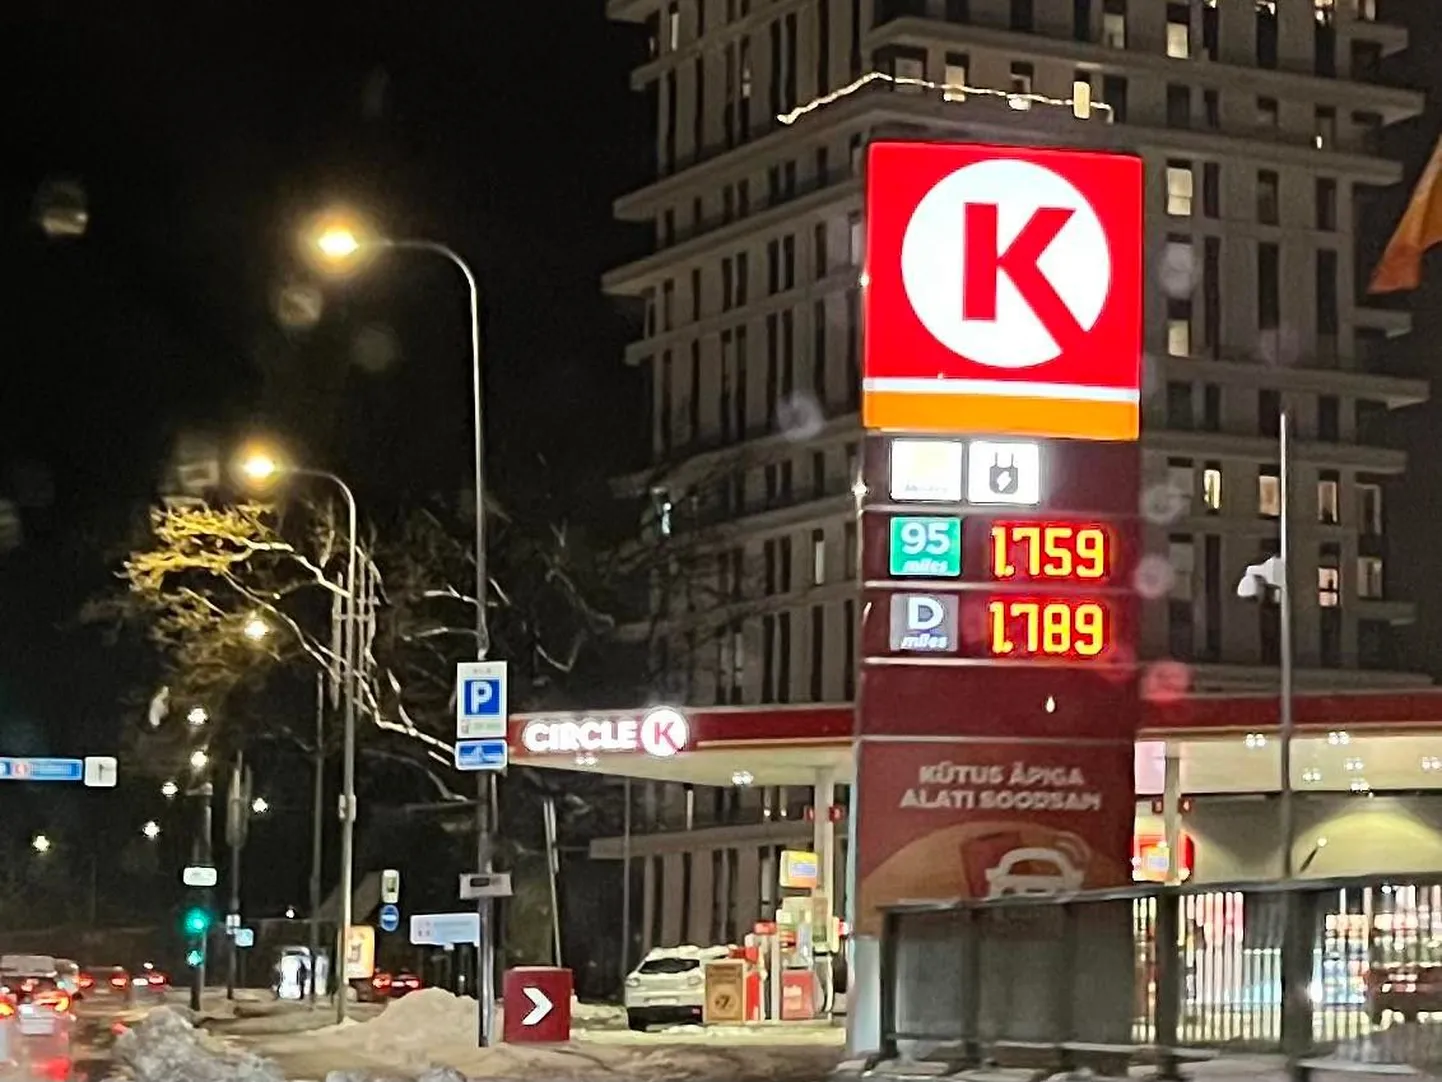 K
95
miles
1.759
D
miles
1.789
P
CIRCLE K
KÜTUS ÄPIGA
ALATI SOODSAM